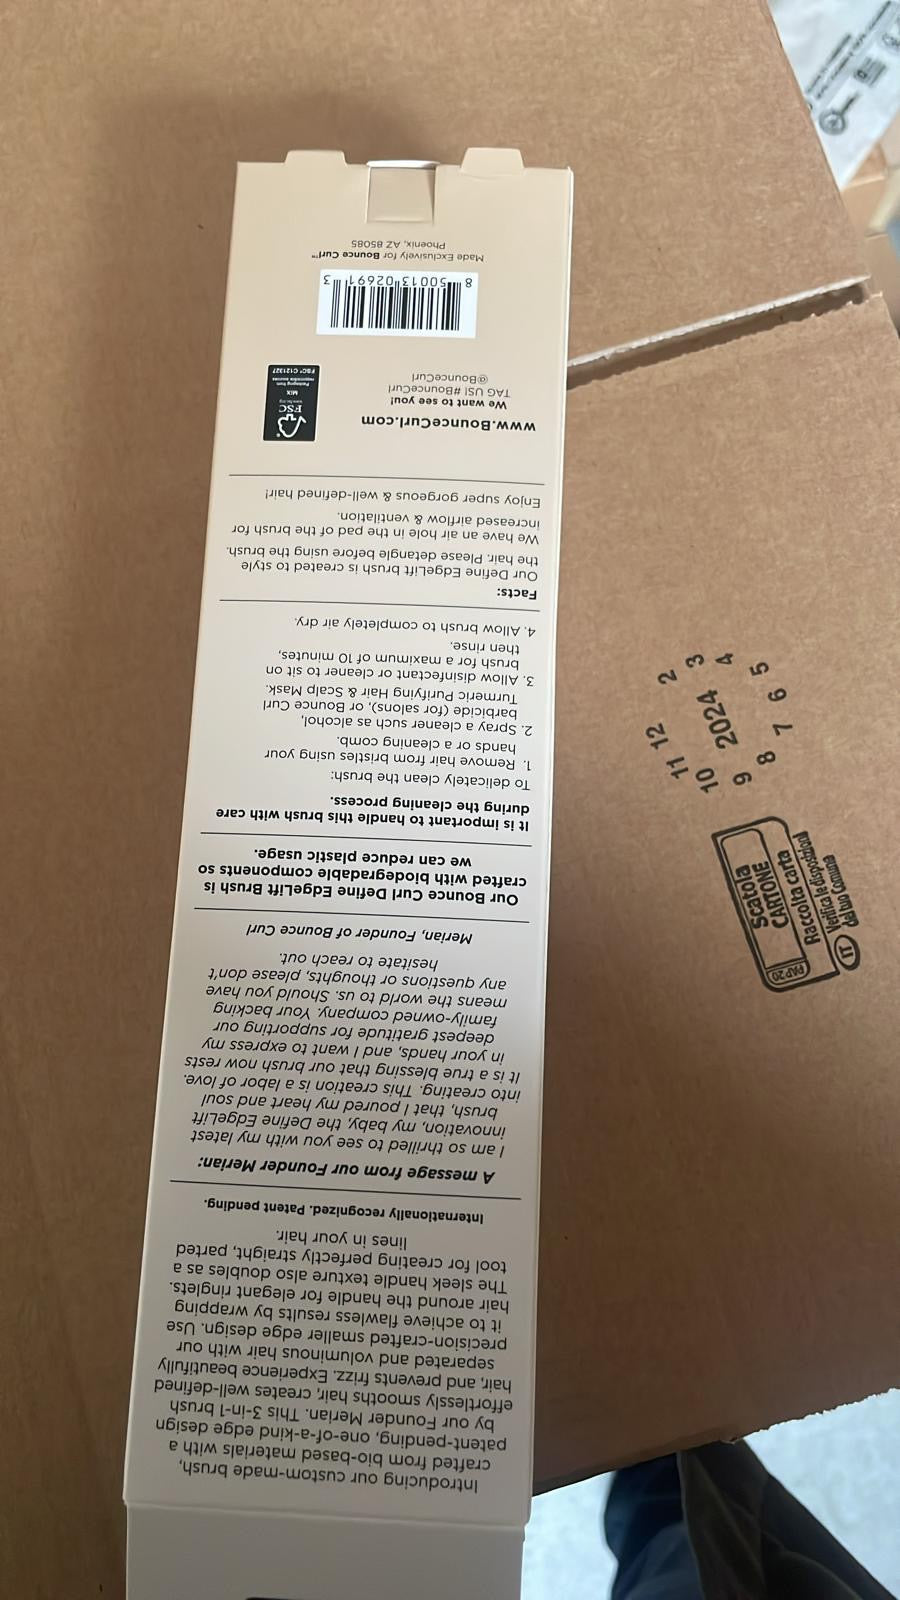 Introducing our custom-made brush,
crafted from bio-based materials with a
patent-pending, one-of-a-kind edge design
by our Founder Merian. This 3-in-1 brush
effortlessly smooths hair, creates well-defined
hair, and prevents frizz. Experience beautifully
separated and voluminous hair with our
precision-crafted smaller edge design. Use
it to achieve flawless results by wrapping
hair around the handle for elegant ringlets.
The sleek handle texture also doubles as a
tool for creating perfectly straight, parted
lines in your hair.
Internationally recognized. Patent pending.
A message from our Founder Merian:
I am so thrilled to see you with my latest
innovation, my baby, the Define EdgeLift
brush, that I poured my heart and soul
into creating. This creation is a labor of love.
It is a true blessing that our brush now rests
in your hands, and I want to express my
deepest gratitude for supporting our
family-owned company. Your backing
means the world to us. Should you have
any questions or thoughts, please don't
hesitate to reach out.
Merian, Founder of Bounce Curl
Our Bounce Curl Define EdgeLift Brush is
crafted with biodegradable components so
we can reduce plastic usage.
It is important to handle this brush with care
during the cleaning process.
To delicately clean the brush:
1. Remove hair from bristles using your
hands or a cleaning comb.
2. Spray a cleaner such as alcohol,
barbicide (for salons), or Bounce Curl
Turmeric Purifying Hair & Scalp Mask.
3. Allow disinfectant or cleaner to sit on
brush for a maximum of 10 minutes,
then rinse.
4. Allow brush to completely air dry.
Facts:
Our Define EdgeLift brush is created to style
the hair. Please detangle before using the brush.
We have an air hole in the pad of the brush for
increased airflow & ventilation.
Enjoy super gorgeous & well-defined hair!
www.BounceCurl.com
We want to see you!
TAG US! #BounceCurl
@BounceCurl
FSC
www.fsc.org
MIX
Packaging from
responsible sources
FSC® C121327
8 50013 02691 3
Made Exclusively for Bounce Curl™
Phoenix, AZ 85085
11 12 2
10 2024 3
9 4
8 7 6 5
Scatola
CARTONE
PAP 20
Raccolta carta
IT Verifica le disposizioni
del tuo Comune